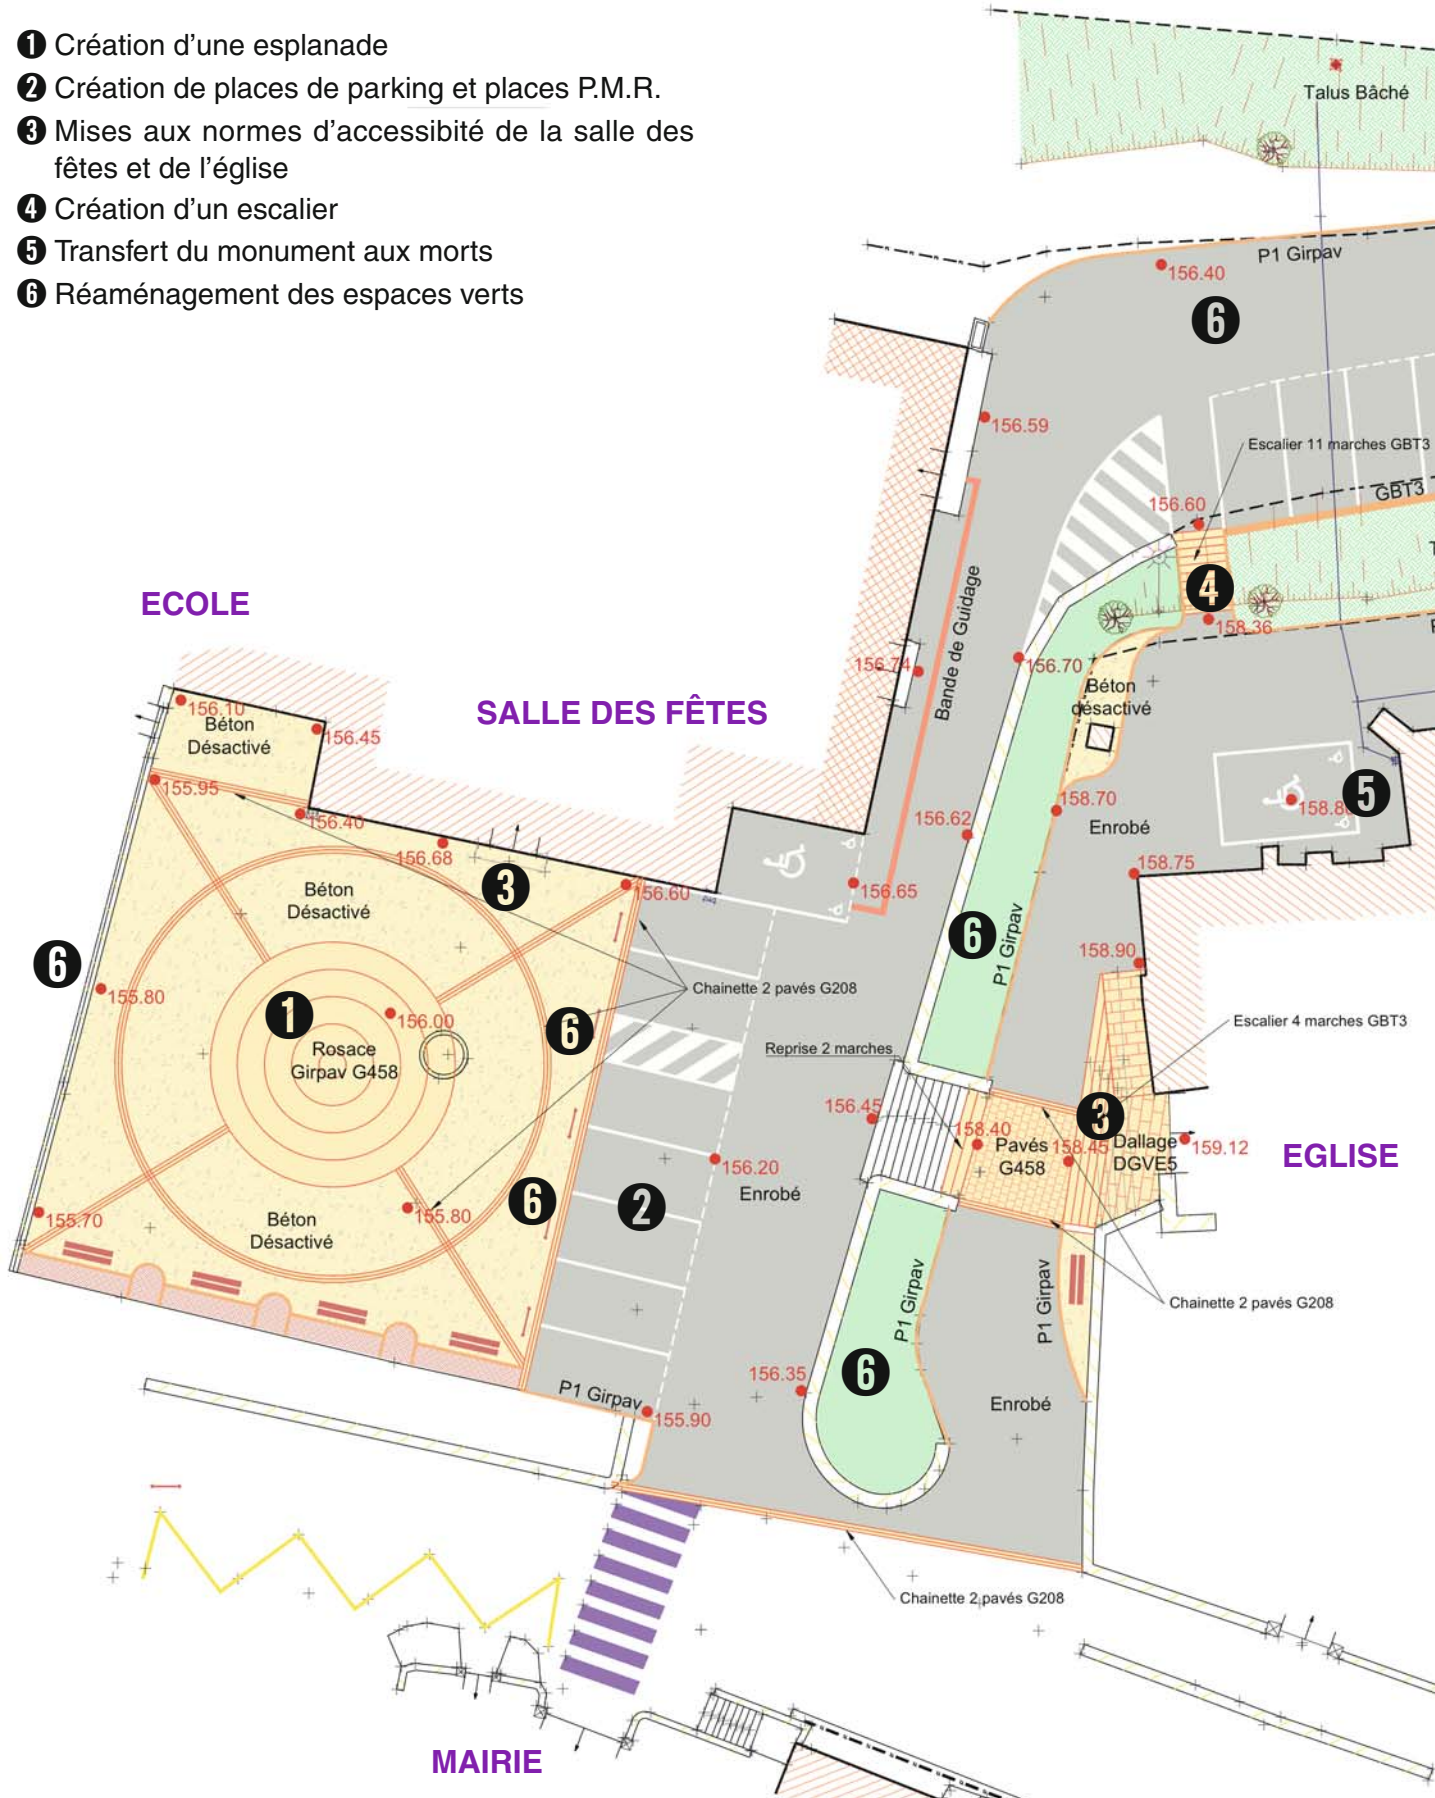 ❶ Création d'une esplanade
❷ Création de places de parking et places P.M.R.
❸ Mises aux normes d'accessibité de la salle des
fêtes et de l'église
❹ Création d'un escalier
❺ Transfert du monument aux morts
❻ Réaménagement des espaces verts
Talus Bâché
P1 Girpav
156.40
6
156.59
Escalier 11 marches GBT3
GBT3
156.60
4
158.36
ECOLE
SALLE DES FÊTES
Bande de Guidage
156.74
156.70
Béton
désactivé
156.10
Béton
Désactivé
156.45
155.95
156.40
156.68
158.70
156.62
Enrobé
5
3
156.60
156.65
158.75
Béton
Désactivé
6
P1 Girpav
158.90
6
155.80
Chainette 2 pavés G208
1
156.00
6
Rosace
Girpav G458
Escalier 4 marches GBT3
Reprise 2 marches
156.45
3
158.40
Pavés
G458
158.45
Dallage
DGVE5
159.12
EGLISE
156.20
Enrobé
6
2
155.70
155.80
Béton
Désactivé
P1 Girpav
P1 Girpav
Chainette 2 pavés G208
156.35
6
P1 Girpav
155.90
Enrobé
Chainette 2 pavés G208
MAIRIE